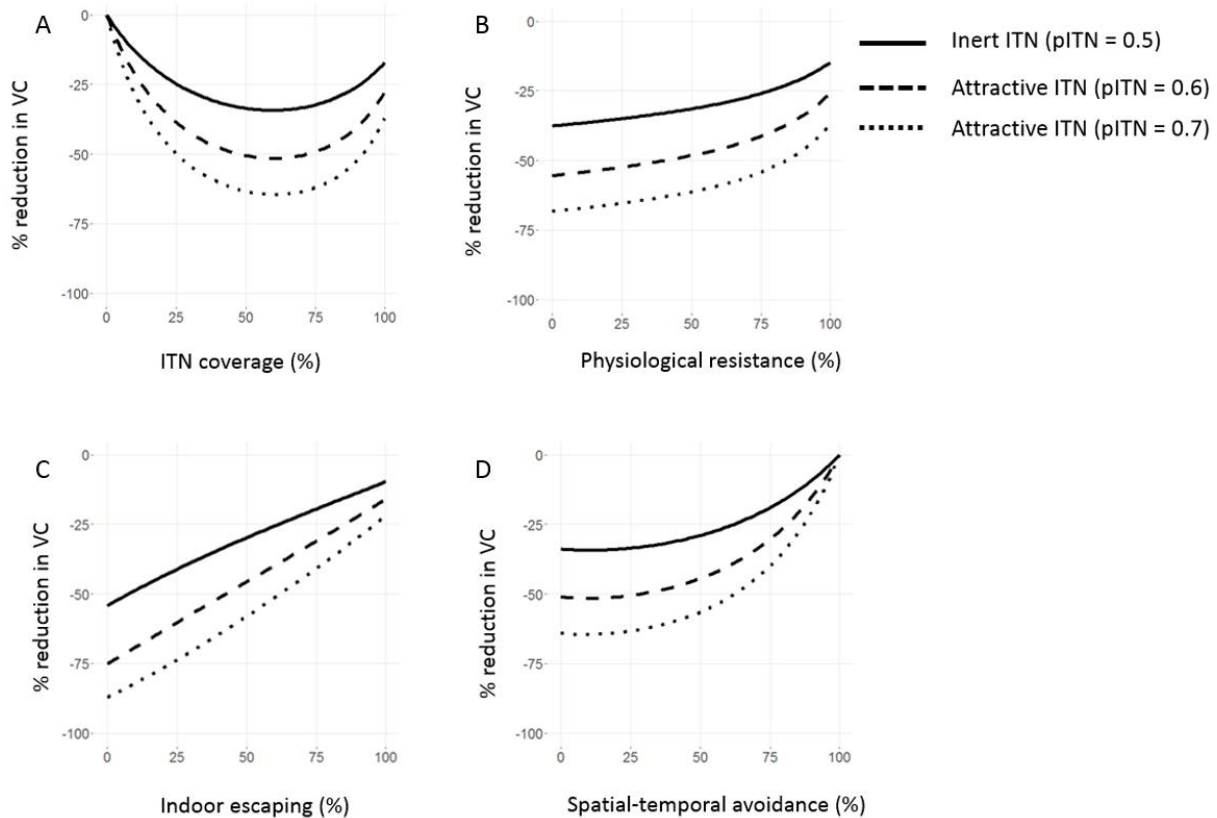 A
% reduction in VC
0
-25
-50
-75
-100
0 25 50 75 100
ITN coverage (%)
B
% reduction in VC
0
-25
-50
-75
-100
0 25 50 75 100
Physiological resistance (%)
Inert ITN (pITN = 0.5)
Attractive ITN (pITN = 0.6)
Attractive ITN (pITN = 0.7)
C
% reduction in VC
0
-25
-50
-75
-100
0 25 50 75 100
Indoor escaping (%)
D
% reduction in VC
0
-25
-50
-75
-100
0 25 50 75 100
Spatial-temporal avoidance (%)